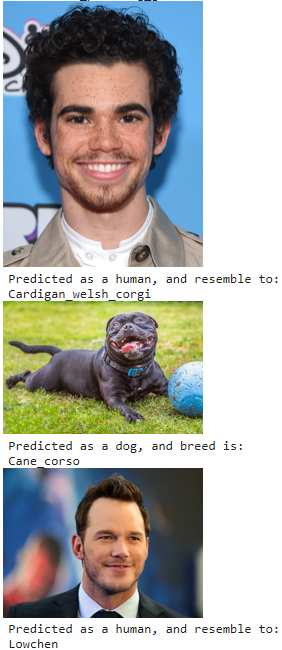 Predicted as a human, and resemble to:
Cardigan_welsh_corgi
Predicted as a dog, and breed is:
Cane_corso
Predicted as a human, and resemble to:
Lowchen